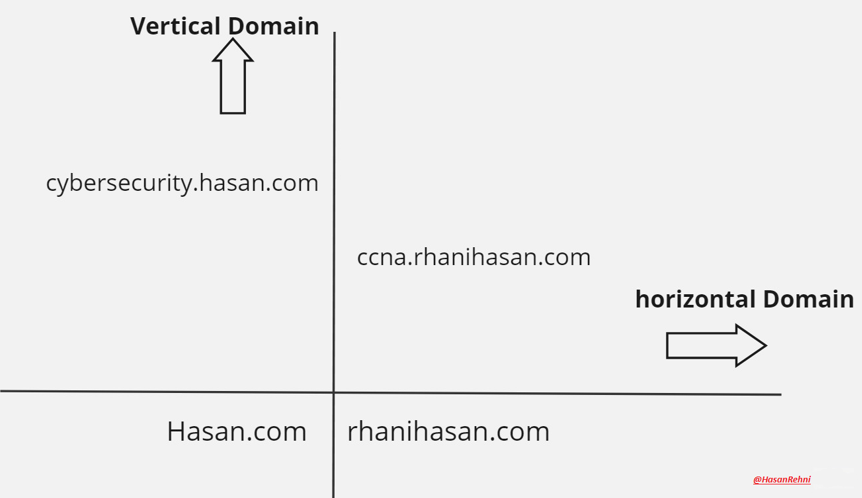 Vertical Domain
cybersecurity.hasan.com
ccna.rhanihasan.com
horizontal Domain
Hasan.com
rhanihasan.com
@HasanRehni